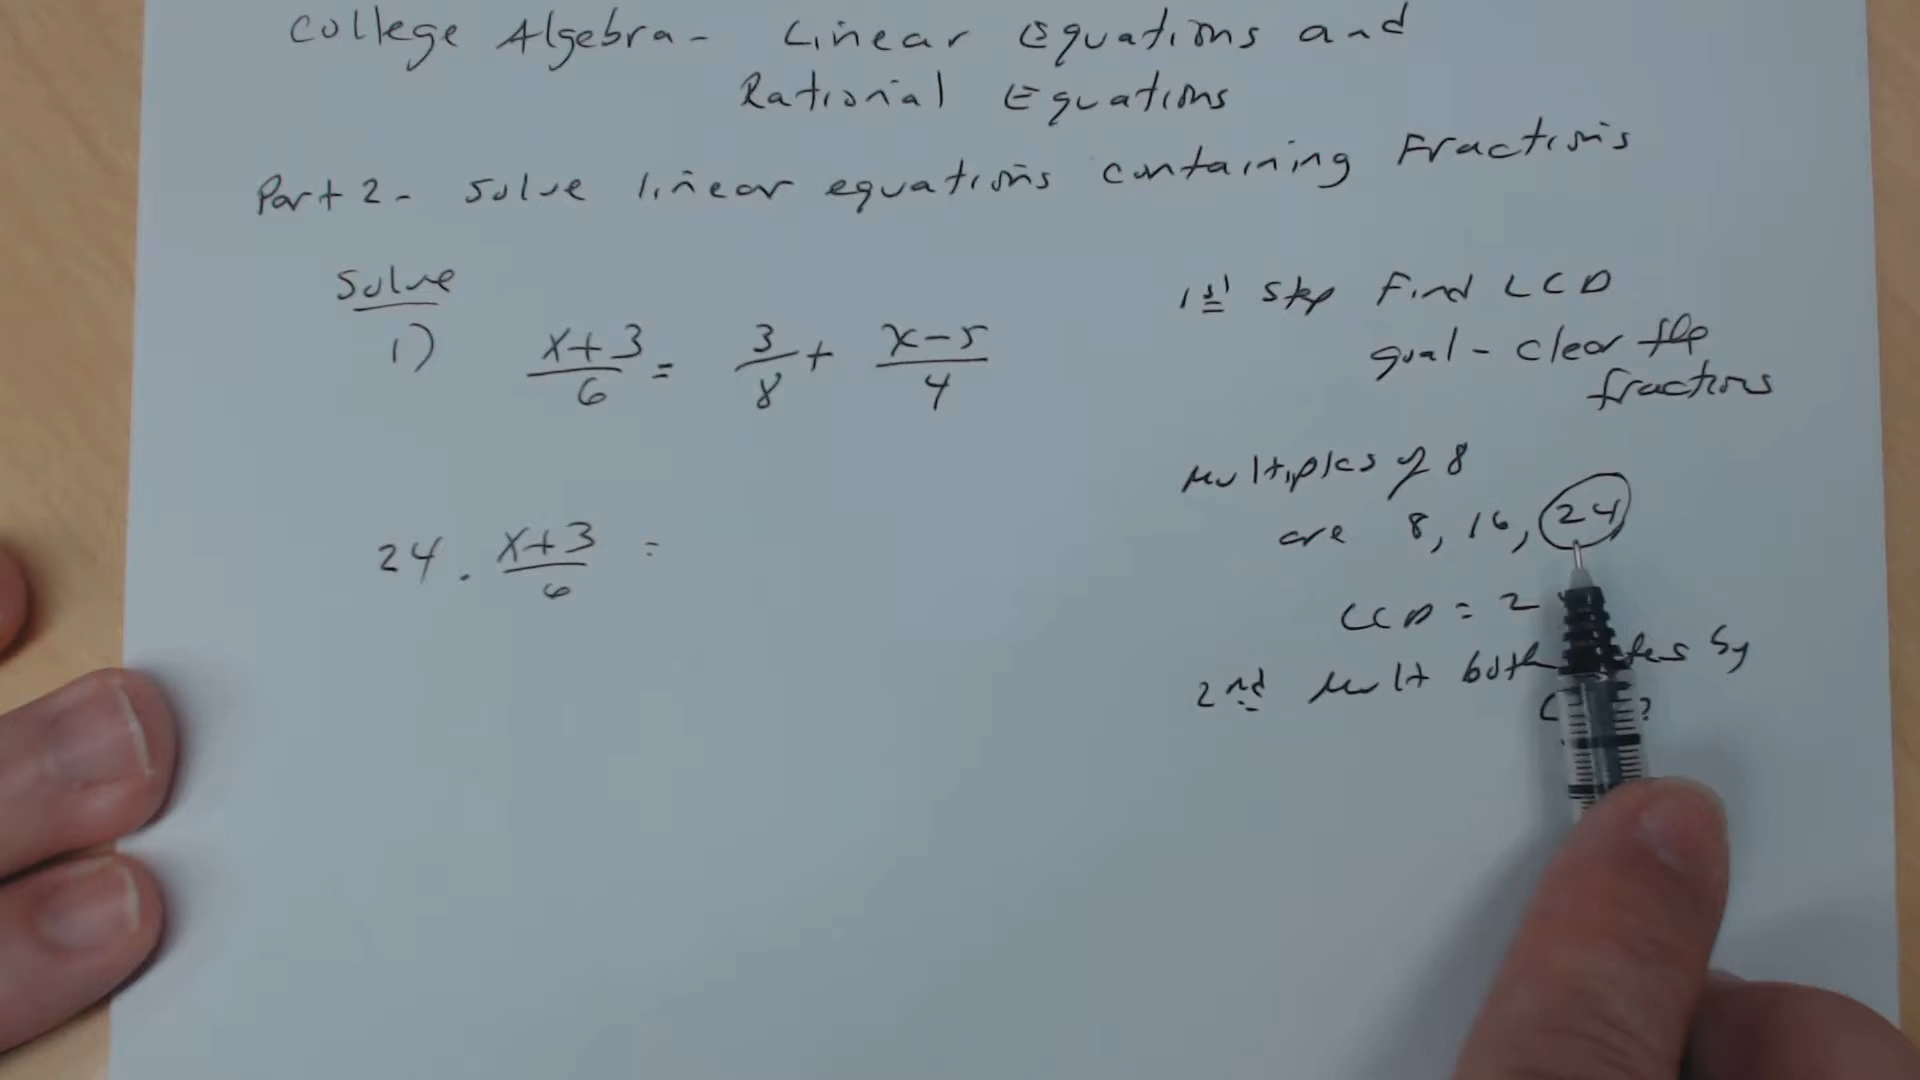 College Algebra - Linear Equations and
Rational Equations
Part 2 - Solve linear equations containing Fractions
Solve
1) x+3/6 = 3/8 + x-5/4
1st Step Find LCD
goal - clear
fractions
Multiples of 8
are 8, 16, 24
24 . x+3/6 =
LCD = 2
2nd Mult both by